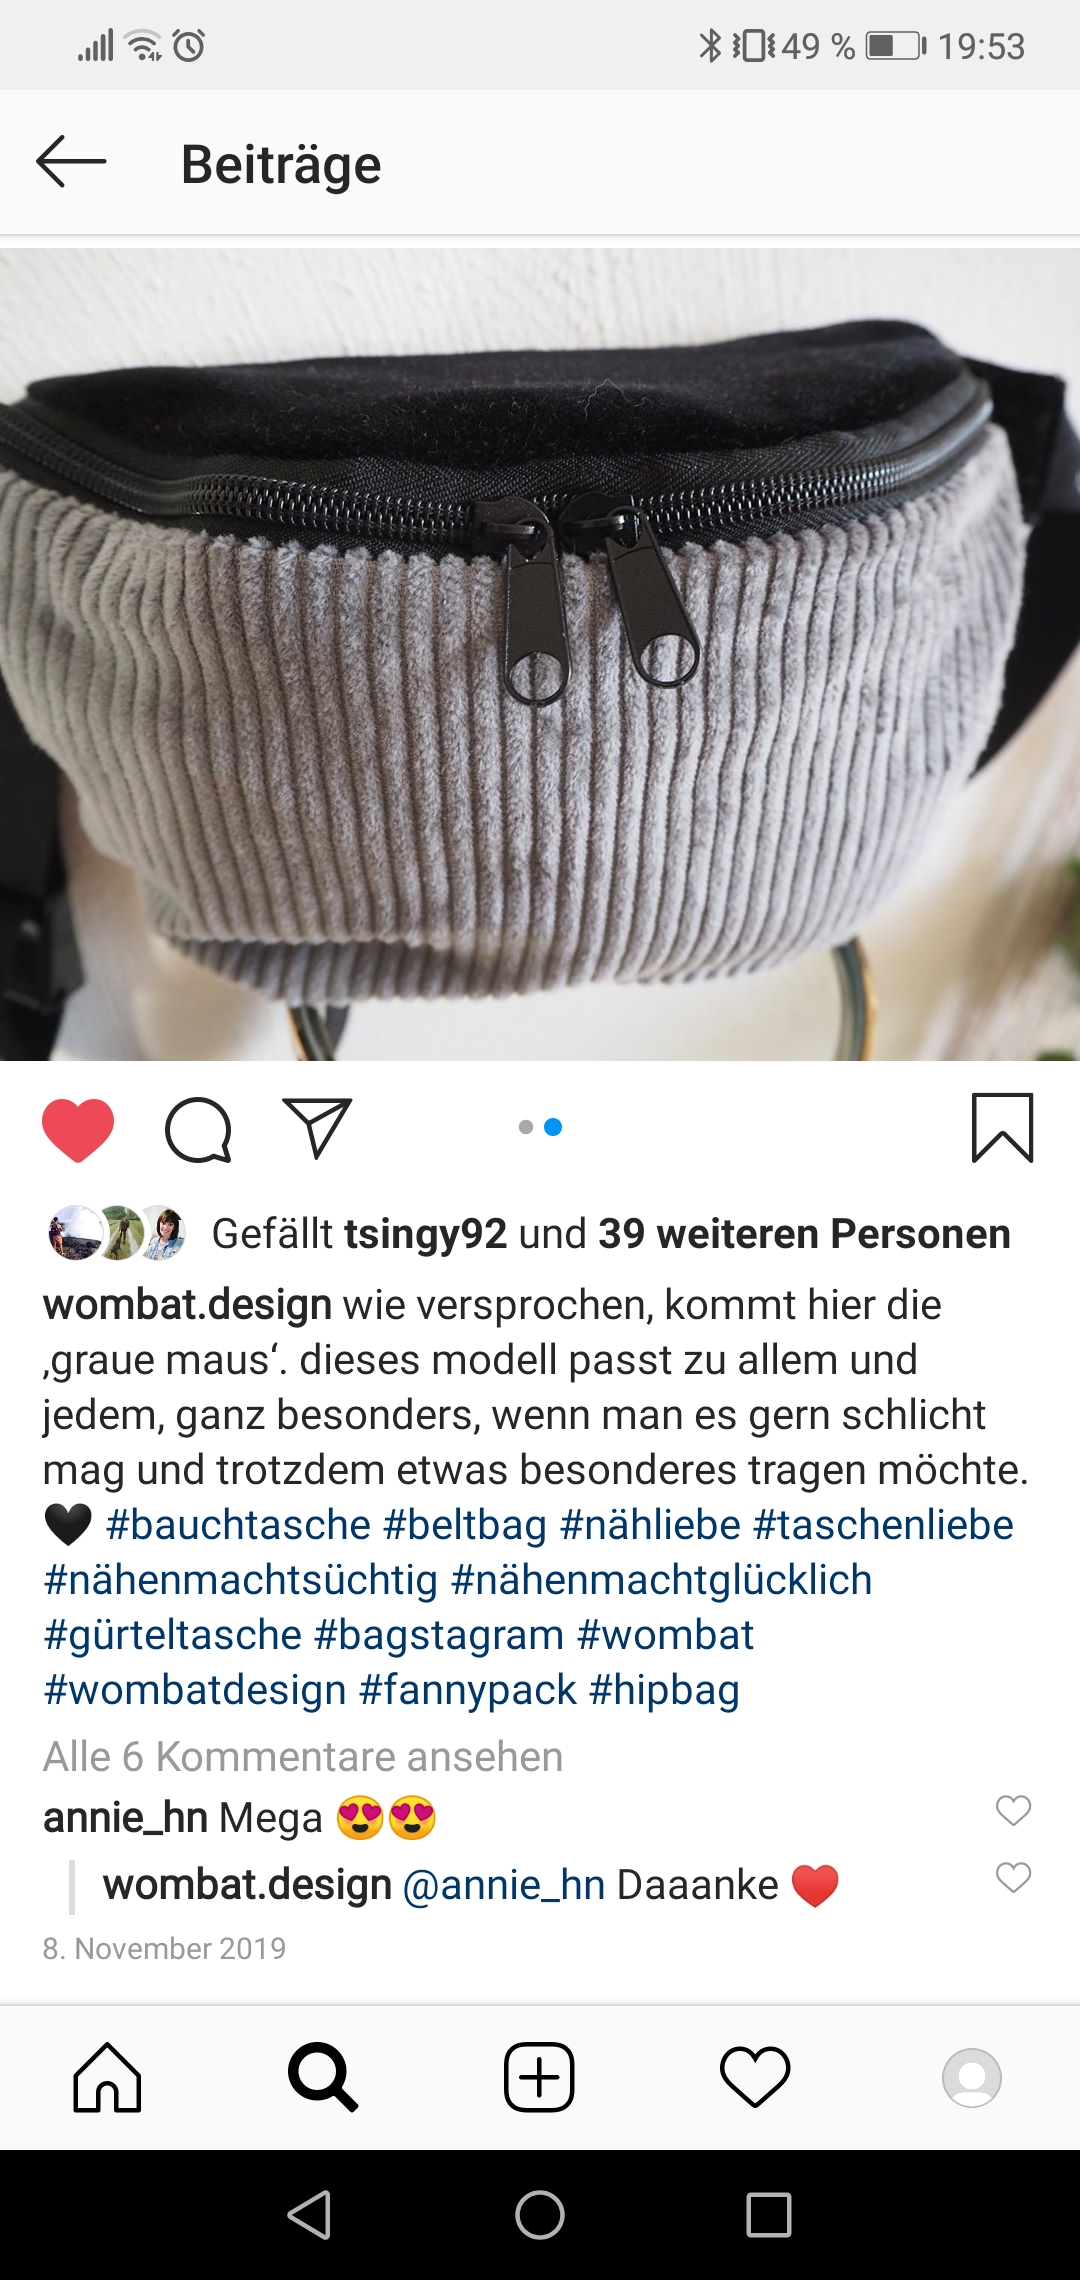 49 % 19:53
Beiträge
Gefällt tsingy92 und 39 weiteren Personen
wombat.design wie versprochen, kommt hier die
‚graue maus‘. dieses modell passt zu allem und
jedem, ganz besonders, wenn man es gern schlicht
mag und trotzdem etwas besonderes tragen möchte.
🖤 #bauchtasche #beltbag #nähliebe #taschenliebe
#nähenmachtsüchtig #nähenmachtglücklich
#gürteltasche #bagstagram #wombat
#wombatdesign #fannypack #hipbag
Alle 6 Kommentare ansehen
annie_hn Mega 😍😍
wombat.design @annie_hn Daaanke ❤️
8. November 2019